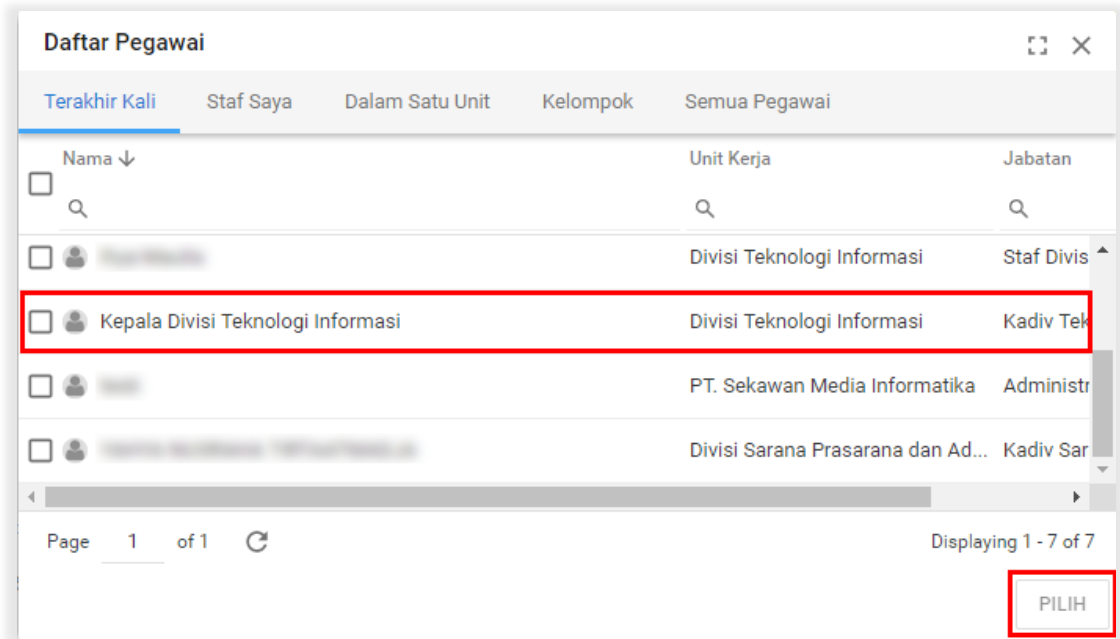 Daftar Pegawai
Terakhir Kali Staf Saya Dalam Satu Unit Kelompok Semua Pegawai
Nama Unit Kerja Jabatan
Divisi Teknologi Informasi Staf Divis
Kepala Divisi Teknologi Informasi Divisi Teknologi Informasi Kadiv Tek
PT. Sekawan Media Informatika Administr
Divisi Sarana Prasarana dan Ad... Kadiv Sar
Page 1 of 1 Displaying 1 - 7 of 7
PILIH